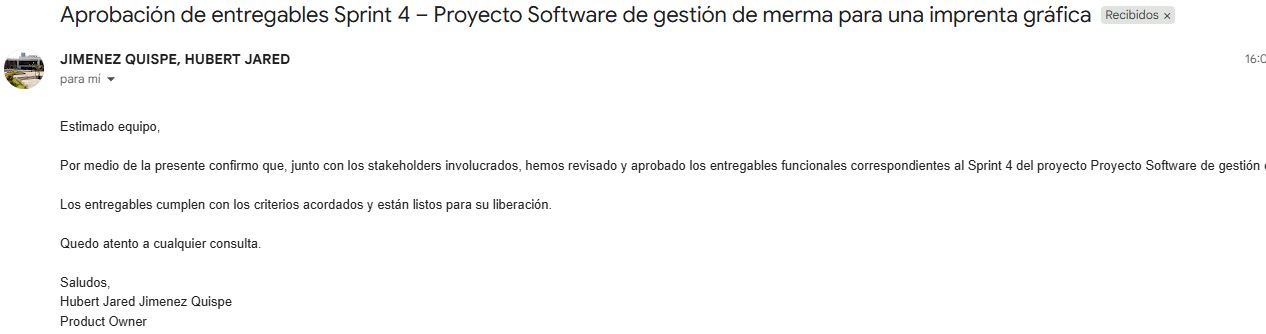 Aprobación de entregables Sprint 4 – Proyecto Software de gestión de merma para una imprenta gráfica Recibidos ×
JIMENEZ QUISPE, HUBERT JARED 16:0
para mí
Estimado equipo,
Por medio de la presente confirmo que, junto con los stakeholders involucrados, hemos revisado y aprobado los entregables funcionales correspondientes al Sprint 4 del proyecto Proyecto Software de gestión
Los entregables cumplen con los criterios acordados y están listos para su liberación.
Quedo atento a cualquier consulta.
Saludos,
Hubert Jared Jimenez Quispe
Product Owner